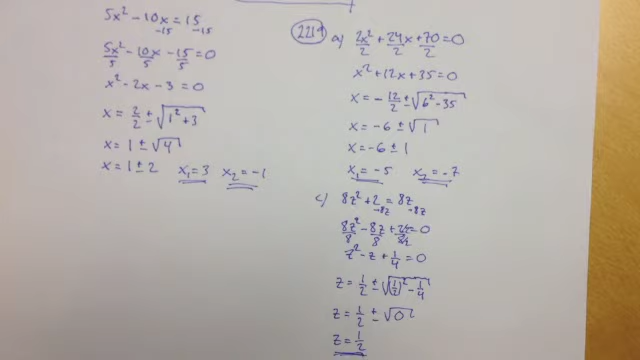 5x² - 10x = 15
-15 -15
5x²/5 - 10x/5 - 15/5 = 0
x² - 2x - 3 = 0
x = 2/2 ± √(1² + 3)
x = 1 ± √4
x = 1 ± 2 x₁ = 3 x₂ = -1
2219 a) 2x²/2 + 24x/2 + 70/2 = 0
x² + 12x + 35 = 0
x = -12/2 ± √(6² - 35)
x = -6 ± √1
x = -6 ± 1
x₁ = -5 x₂ = -7
c) 8z² + 2 = 8z
-8z -8z
8z²/8 - 8z/8 + = 0
z² - z + 1/4 = 0
z = 1/2 ± √((1/2)² - 1/4)
z = 1/2 ± √0
z = 1/2